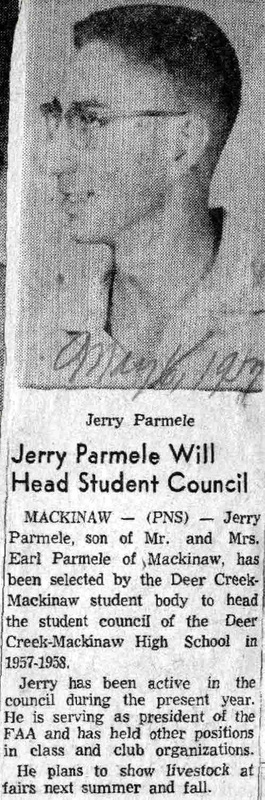 May 6, 1957
Jerry Parmele
Jerry Parmele Will
Head Student Council
MACKINAW — (PNS) — Jerry
Parmele, son of Mr. and Mrs.
Earl Parmele of Mackinaw, has
been selected by the Deer Creek-
Mackinaw student body to head
the student council of the Deer
Creek-Mackinaw High School in
1957-1958.
Jerry has been active in the
council during the present year.
He is serving as president of the
FAA and has held other positions
in class and club organizations.
He plans to show livestock at
fairs next summer and fall.